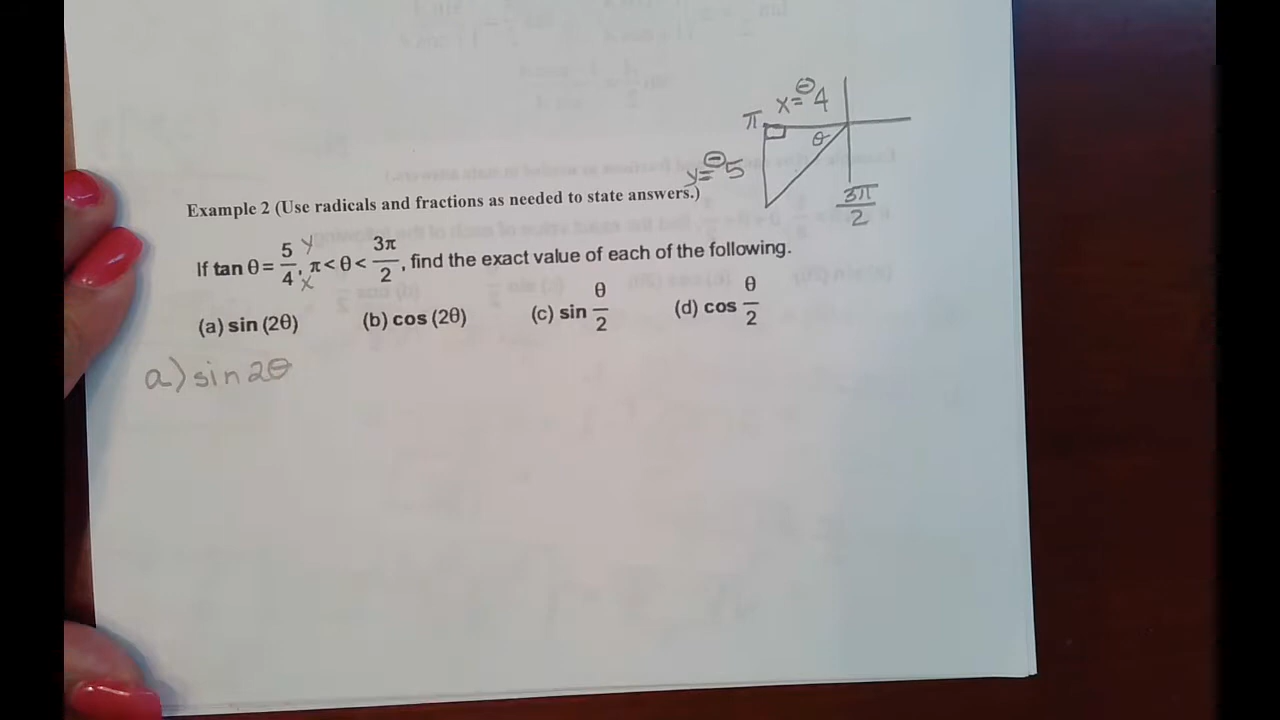 x=⊖4
π
θ
y=⊖5
3π/2
Example 2 (Use radicals and fractions as needed to state answers.)
If tan θ = 5/4, y x π < θ < 3π/2, find the exact value of each of the following.
(a) sin (2θ) (b) cos (2θ) (c) sin θ/2 (d) cos θ/2
a) sin 2θ